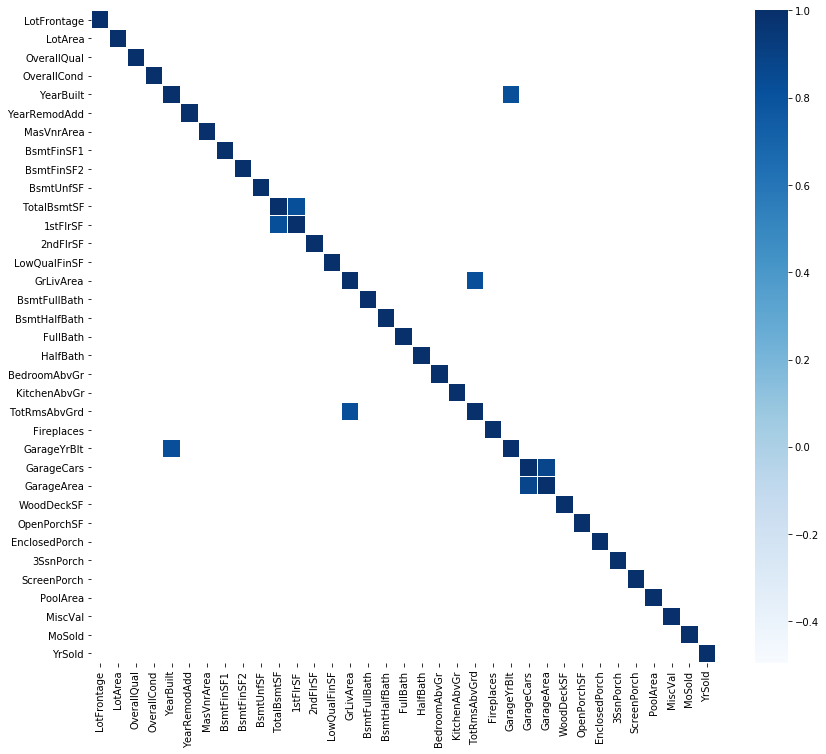 LotFrontage
LotArea
OverallQual
OverallCond
YearBuilt
YearRemodAdd
MasVnrArea
BsmtFinSF1
BsmtFinSF2
BsmtUnfSF
TotalBsmtSF
1stFlrSF
2ndFlrSF
LowQualFinSF
GrLivArea
BsmtFullBath
BsmtHalfBath
FullBath
HalfBath
BedroomAbvGr
KitchenAbvGr
TotRmsAbvGrd
Fireplaces
GarageYrBlt
GarageCars
GarageArea
WoodDeckSF
OpenPorchSF
EnclosedPorch
3SsnPorch
ScreenPorch
PoolArea
MiscVal
MoSold
YrSold
LotFrontage
LotArea
OverallQual
OverallCond
YearBuilt
YearRemodAdd
MasVnrArea
BsmtFinSF1
BsmtFinSF2
BsmtUnfSF
TotalBsmtSF
1stFlrSF
2ndFlrSF
LowQualFinSF
GrLivArea
BsmtFullBath
BsmtHalfBath
FullBath
HalfBath
BedroomAbvGr
KitchenAbvGr
TotRmsAbvGrd
Fireplaces
GarageYrBlt
GarageCars
GarageArea
WoodDeckSF
OpenPorchSF
EnclosedPorch
3SsnPorch
ScreenPorch
PoolArea
MiscVal
MoSold
YrSold
1.0
0.8
0.6
0.4
0.2
0.0
−0.2
−0.4